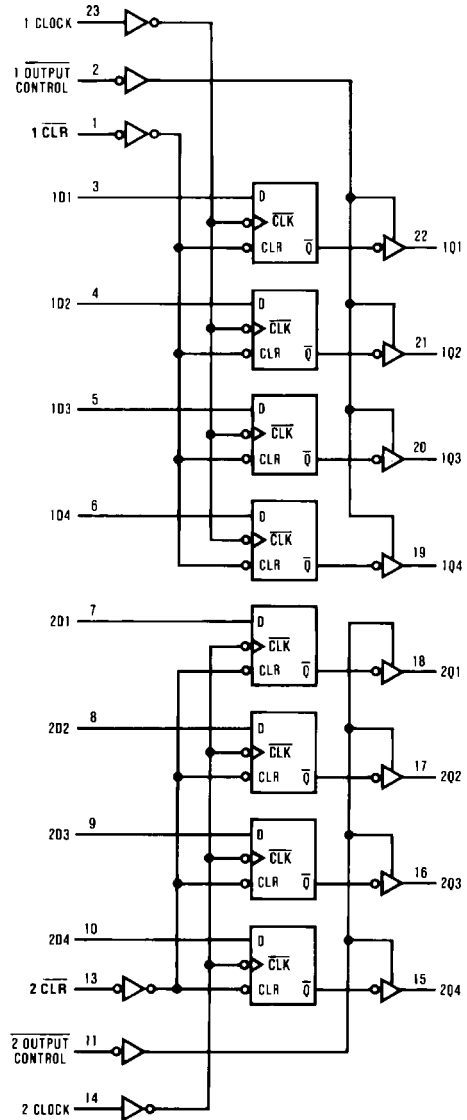 1 CLOCK 23
1 OUTPUT CONTROL 2
1 CLR 1
1D1 3 D CLK CLR Q 22 1Q1
1D2 4 D CLK CLR Q 21 1Q2
1D3 5 D CLK CLR Q 20 1Q3
1D4 6 D CLK CLR Q 19 1Q4
2D1 7 D CLK CLR Q 18 2Q1
2D2 8 D CLK CLR Q 17 2Q2
2D3 9 D CLK CLR Q 16 2Q3
2D4 10 D CLK CLR Q 15 2Q4
2 CLR 13
2 OUTPUT CONTROL 11
2 CLOCK 14